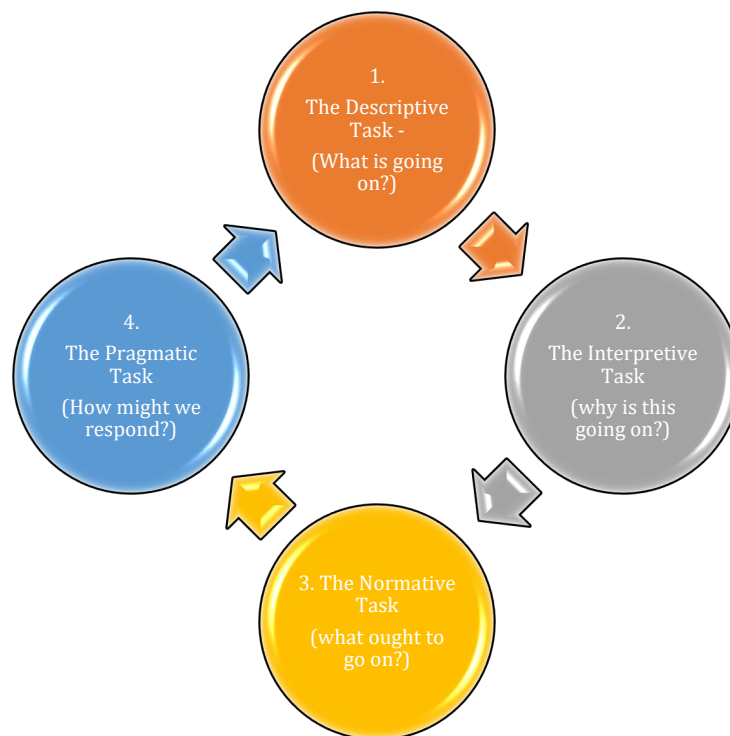 1.
The Descriptive
Task -
(What is going
on?)
2.
The Interpretive
Task
(why is this
going on?)
3. The Normative
Task
(what ought to
go on?)
4.
The Pragmatic
Task
(How might we
respond?)